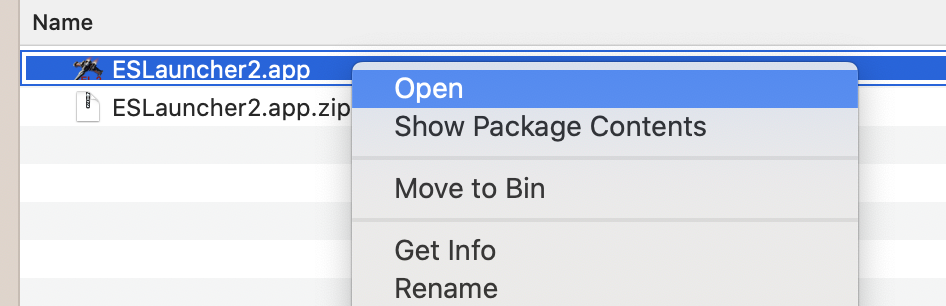 Name
ESLauncher2.app
ESLauncher2.app.zip
Open
Show Package Contents
Move to Bin
Get Info
Rename